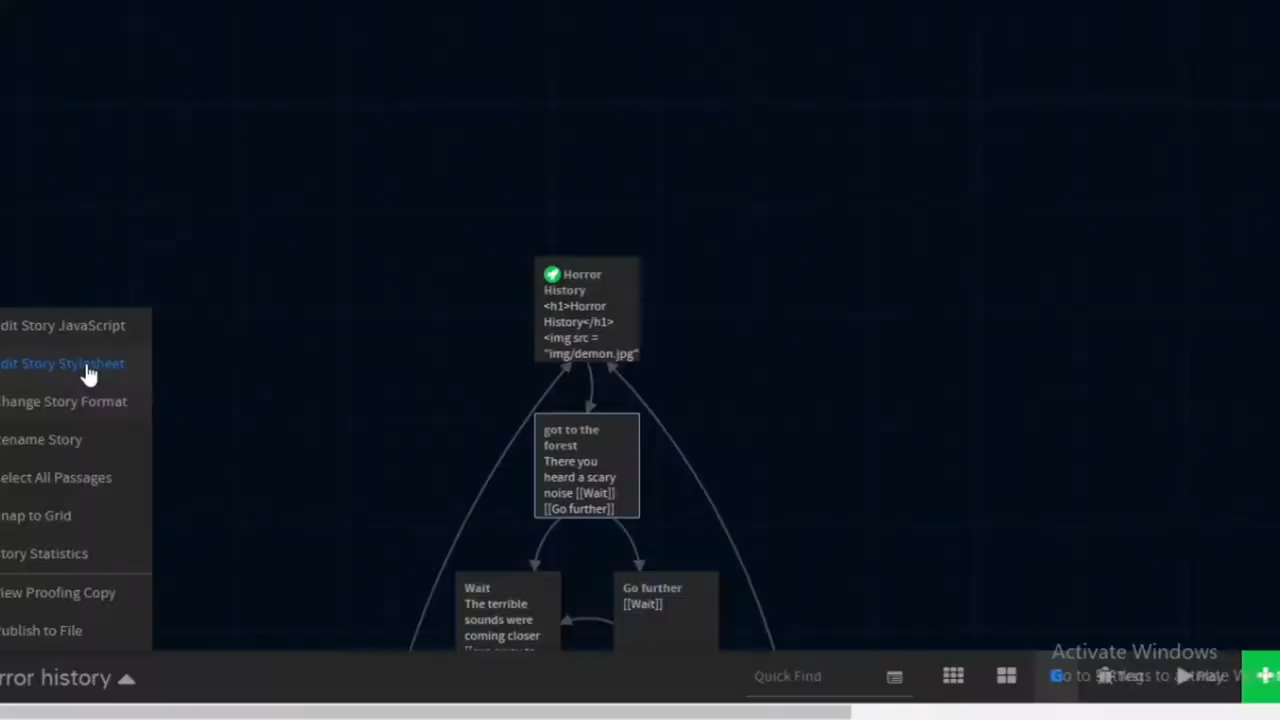 Horror
History
<h1>Horror
History</h1>
<img src =
"img/demon.jpg"
got to the
forest
There you
heard a scary
noise [[Wait]]
[[Go further]]
Wait
The terrible
sounds were
coming closer
Go further
[[Wait]]
dit Story JavaScript
dit Story Stylesheet
hange Story Format
ename Story
elect All Passages
nap to Grid
tory Statistics
iew Proofing Copy
ublish to File
rror history
Quick Find
Test
Play
Activate Windows